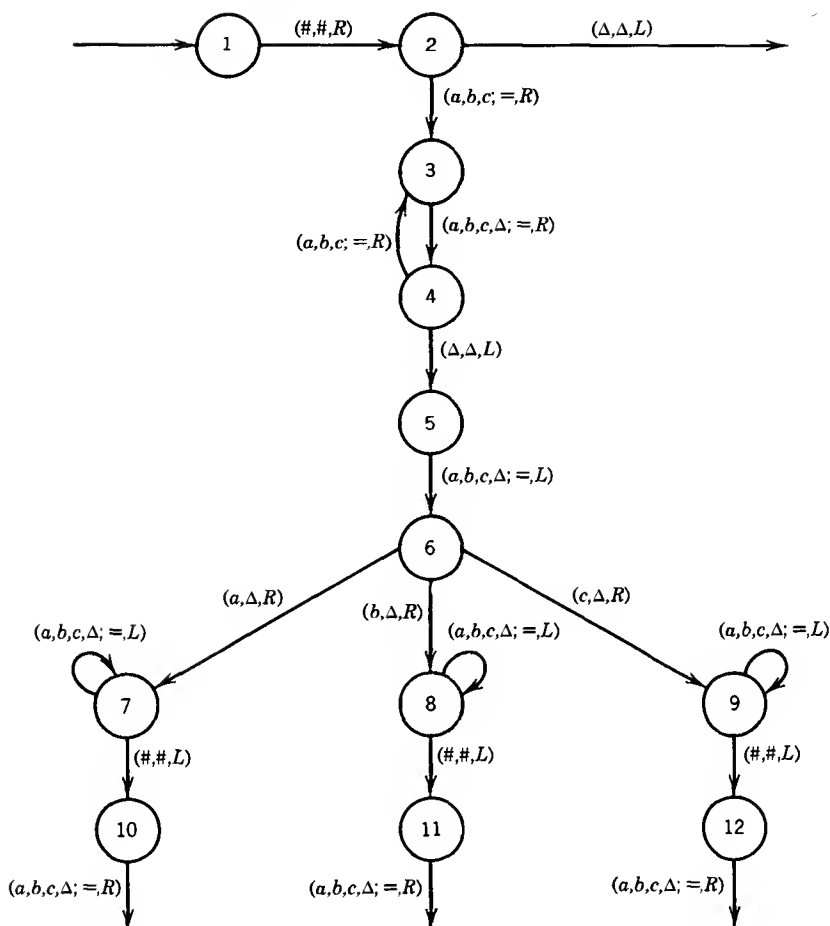 (#,#,R) (Δ,Δ,L)
1 2
(a,b,c; =,R)
3
(a,b,c; =,R) (a,b,c,Δ; =,R)
4
(Δ,Δ,L)
5
(a,b,c,Δ; =,L)
6
(a,Δ,R) (b,Δ,R) (c,Δ,R)
(a,b,c,Δ; =,L) (a,b,c,Δ; =,L) (a,b,c,Δ; =,L)
7 8 9
(#,#,L) (#,#,L) (#,#,L)
10 11 12
(a,b,c,Δ; =,R) (a,b,c,Δ; =,R) (a,b,c,Δ; =,R)